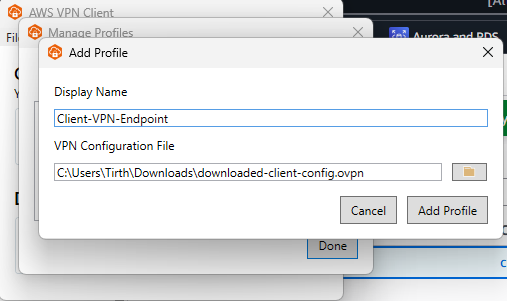 AWS VPN Client
Manage Profiles
Add Profile
Aurora and RDS
Display Name
Client-VPN-Endpoint
VPN Configuration File
C:\Users\Tirth\Downloads\downloaded-client-config.ovpn
Cancel
Add Profile
Done